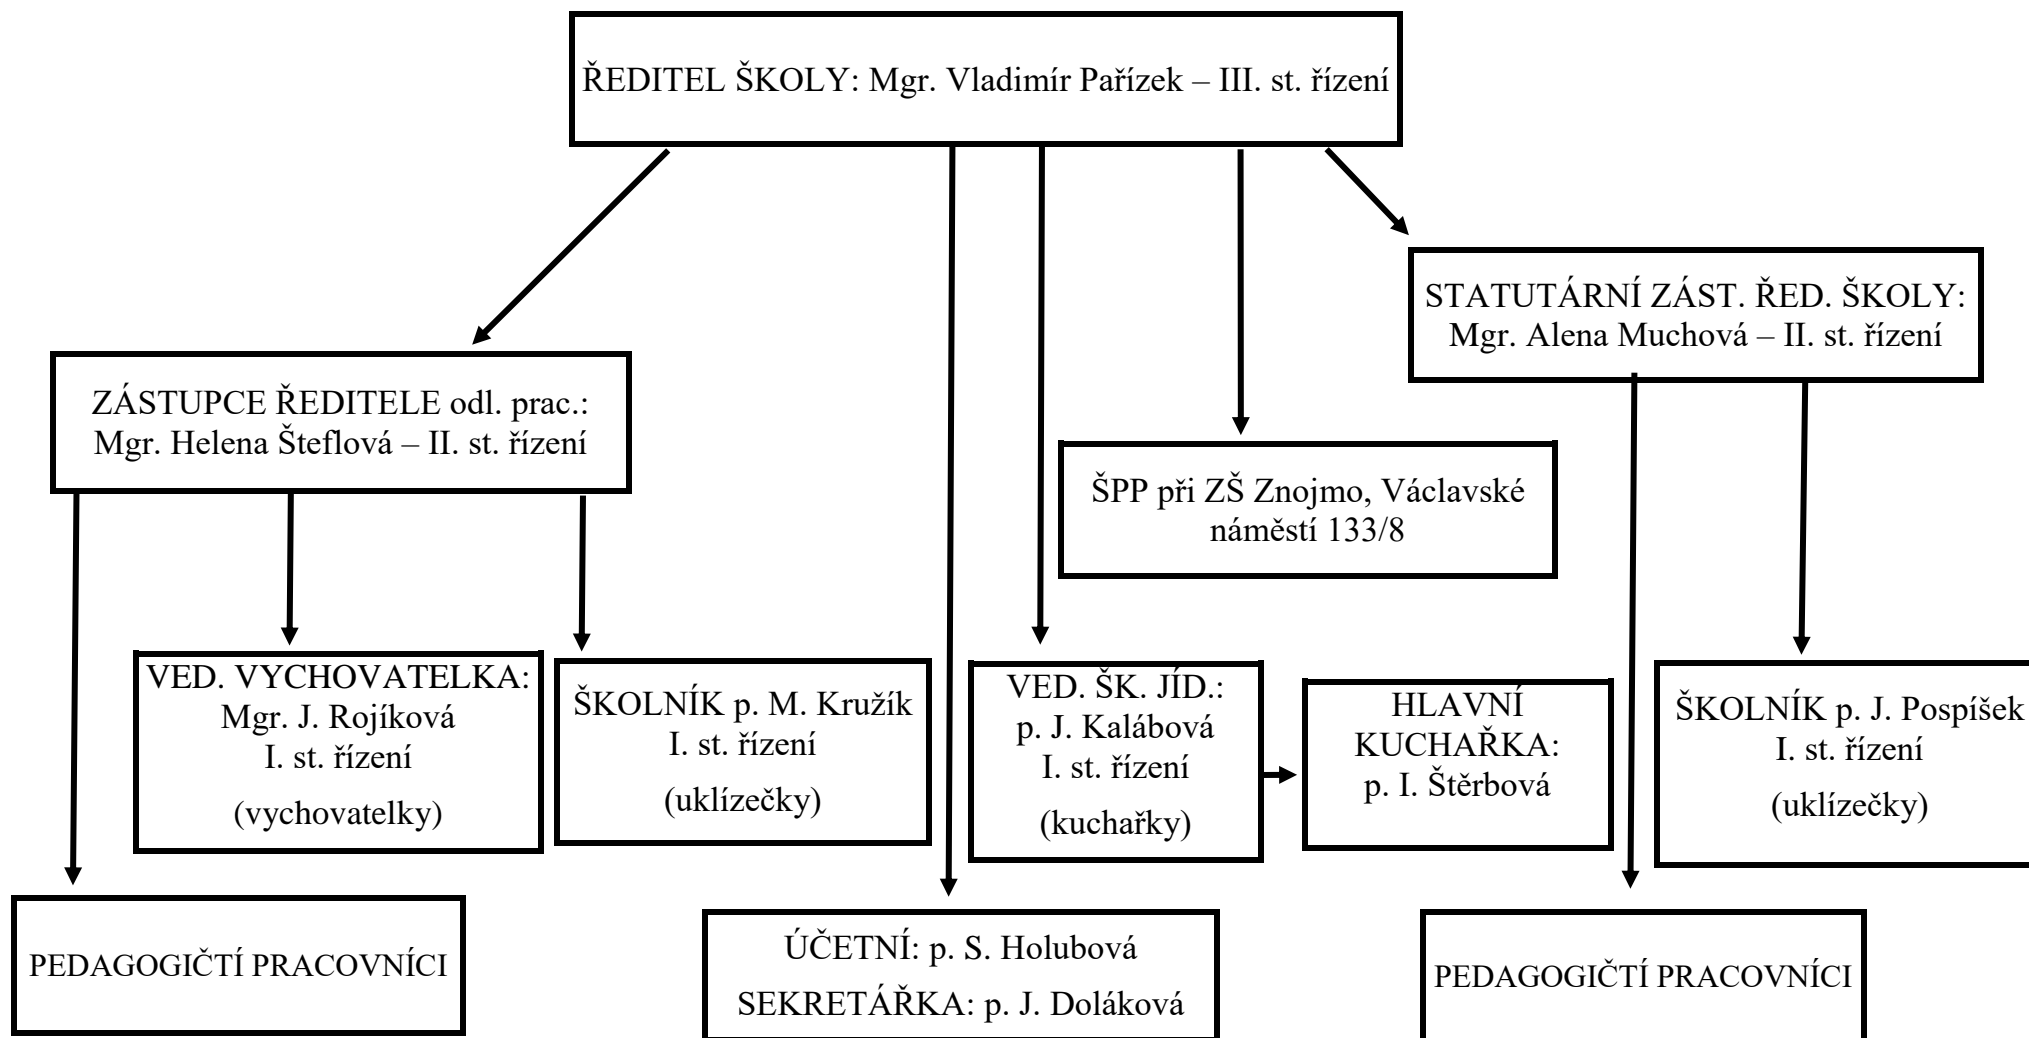 ŘEDITEL ŠKOLY: Mgr. Vladimír Pařízek – III. st. řízení
STATUTÁRNÍ ZÁST. ŘED. ŠKOLY:
Mgr. Alena Muchová – II. st. řízení
ZÁSTUPCE ŘEDITELE odl. prac.:
Mgr. Helena Šteflová – II. st. řízení
ŠPP při ZŠ Znojmo, Václavské
náměstí 133/8
VED. VYCHOVATELKA:
Mgr. J. Rojíková
I. st. řízení
(vychovatelky)
ŠKOLNÍK p. M. Kružík
I. st. řízení
(uklízečky)
VED. ŠK. JÍD.:
p. J. Kalábová
I. st. řízení
(kuchařky)
HLAVNÍ
KUCHAŘKA:
p. I. Štěrbová
ŠKOLNÍK p. J. Pospíšek
I. st. řízení
(uklízečky)
PEDAGOGIČTÍ PRACOVNÍCI
ÚČETNÍ: p. S. Holubová
SEKRETÁŘKA: p. J. Doláková
PEDAGOGIČTÍ PRACOVNÍCI